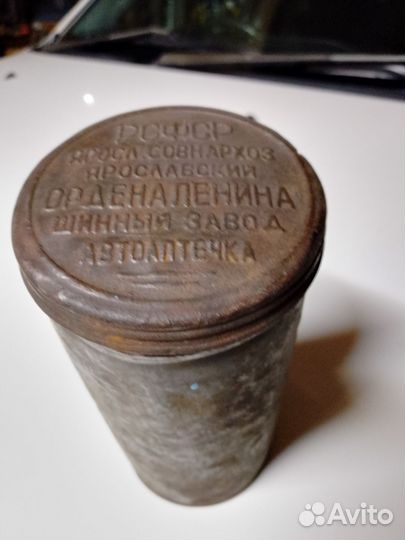 РСФСР
ЯРОСЛ. СОВНАРХОЗ
ЯРОСЛАВСКИЙ
ОРДЕНА ЛЕНИНА
ШИННЫЙ ЗАВОД
АВТОАПТЕЧКА
Avito